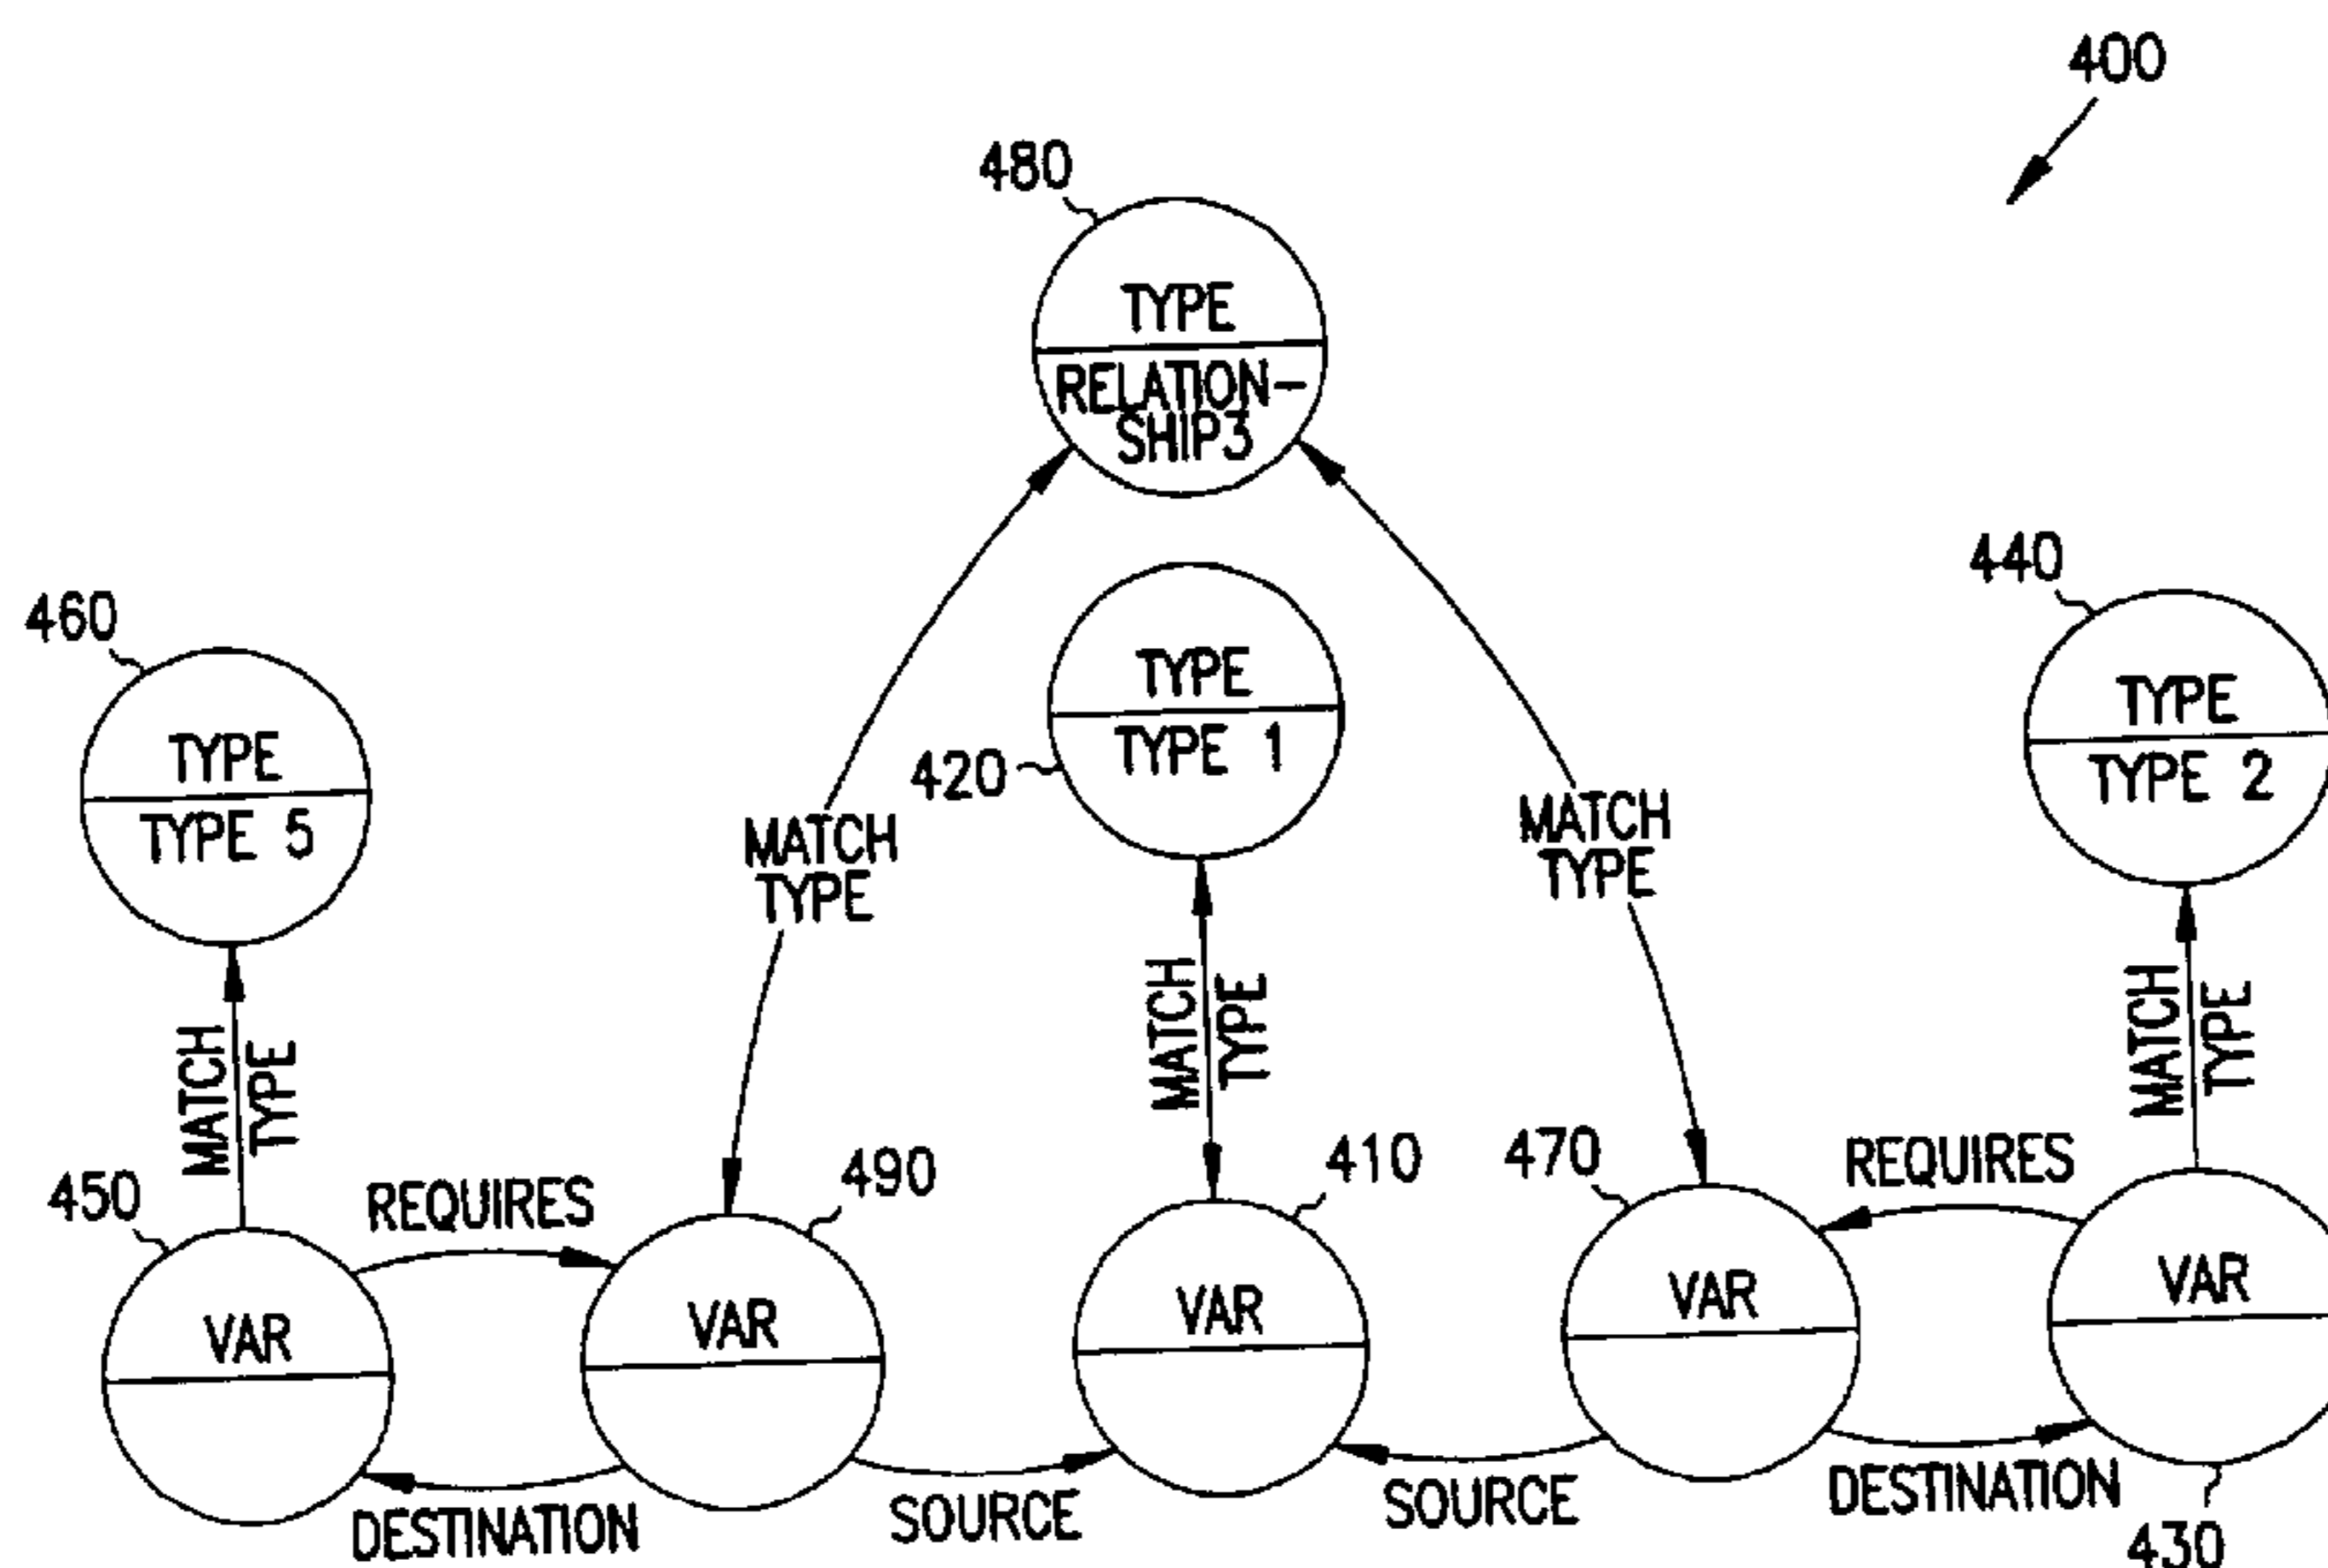 400
480
TYPE
RELATION-
SHIP3
440
460
TYPE
TYPE 1
420
TYPE
TYPE 2
TYPE
TYPE 5
MATCH
TYPE
MATCH
TYPE
MATCH
TYPE
MATCH
TYPE
MATCH
TYPE
450
REQUIRES
490
410
470
REQUIRES
VAR
VAR
VAR
VAR
VAR
DESTINATION
SOURCE
SOURCE
DESTINATION
430